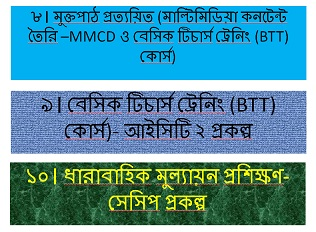 ৮। মুক্তপাঠ প্রত্যয়িত (মাল্টিমিডিয়া কনটেন্ট
তৈরি –MMCD ও বেসিক টিচার্স ট্রেনিং (BTT)
কোর্স)
৯। বেসিক টিচার্স ট্রেনিং (BTT)
কোর্স)- আইসিটি ২ প্রকল্প
১০। ধারাবাহিক মুল্যায়ন প্রশিক্ষণ-
সেসিপ প্রকল্প